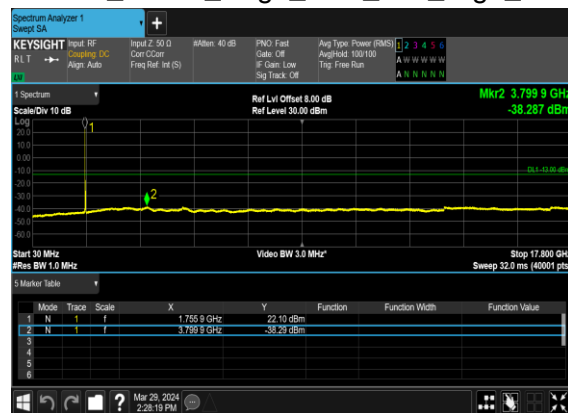 Spectrum Analyzer 1
Swept SA
+
KEYSIGHT Input: RF Input Z: 50 Ω #Atten: 40 dB PNO: Fast Avg Type: Power (RMS) 1 2 3 4 5 6
RLT Coupling: DC Corr CCorr Gate: Off Avg|Hold: 100/100 A W W W W W
Align: Auto Freq Ref: Int (S) IF Gain: Low Trig: Free Run
Sig Track: Off A N N N N N
1 Spectrum Ref Lvl Offset 8.00 dB Mkr2 3.799 9 GHz
Scale/Div 10 dB Ref Level 30.00 dBm -38.287 dBm
Log
1
20.0
10.0
0.00
-10.0 DL1 -13.00 dBm
-20.0
-30.0
2
-40.0
-50.0
-60.0
Start 30 MHz Video BW 3.0 MHz* Stop 17.800 GHz
#Res BW 1.0 MHz Sweep 32.0 ms (40001 pts)
5 Marker Table
Mode Trace Scale X Y Function Function Width Function Value
1 N 1 f 1.755 9 GHz 22.10 dBm
2 N 1 f 3.799 9 GHz -38.29 dBm
3
4
5
6
? Mar 29, 2024
2:28:19 PM